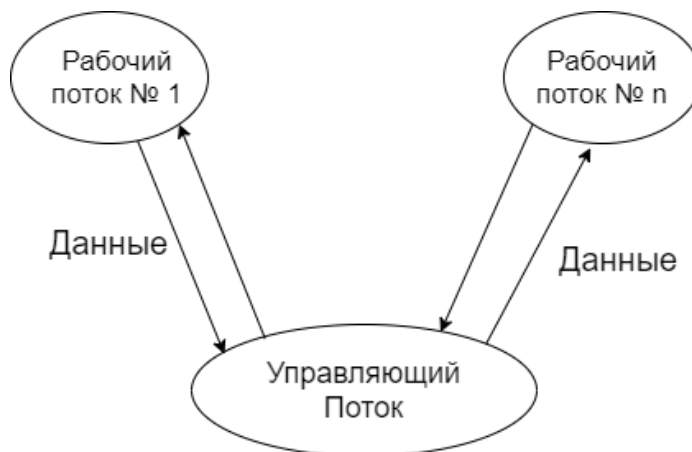 Рабочий
поток № 1
Рабочий
поток № n
Данные
Данные
Управляющий
Поток